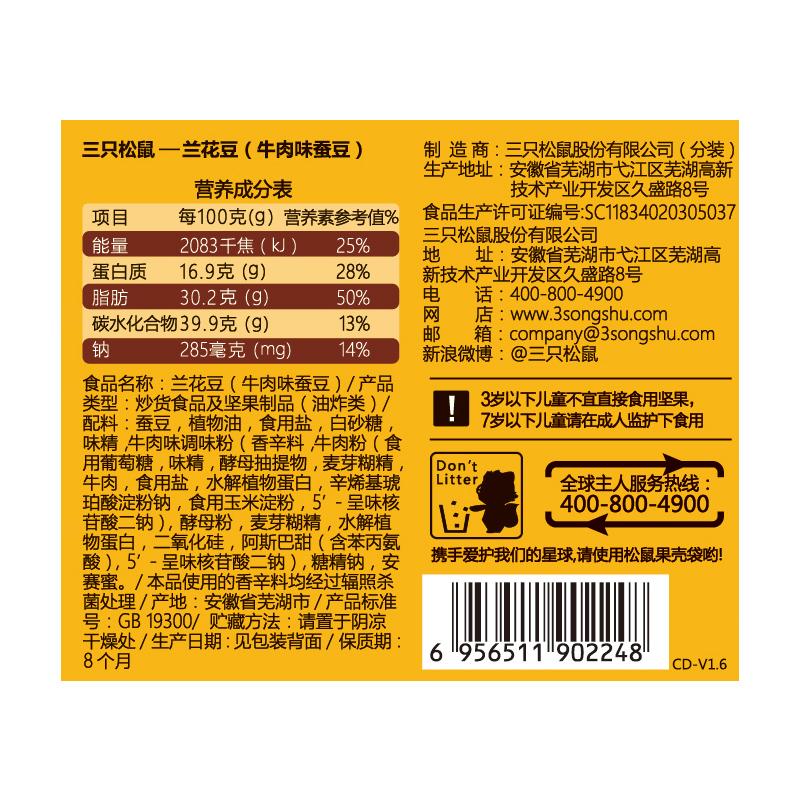 三只松鼠—兰花豆（牛肉味蚕豆）
营养成分表
项目 每100克(g) 营养素参考值%
能量 2083千焦（kJ） 25%
蛋白质 16.9克 (g) 28%
脂肪 30.2克 (g) 50%
碳水化合物 39.9克 (g) 13%
钠 285毫克 (mg) 14%
食品名称：兰花豆（牛肉味蚕豆）/ 产品
类型：炒货食品及坚果制品（油炸类）/
配料：蚕豆，植物油，食用盐，白砂糖，
味精,牛肉味调味粉（香辛料,牛肉粉（食
用葡萄糖，味精，酵母抽提物,麦芽糊精，
牛肉，食用盐，水解植物蛋白，辛烯基琥
珀酸淀粉钠，食用玉米淀粉，5’-呈味核
苷酸二钠），酵母粉，麦芽糊精，水解植
物蛋白，二氧化硅，阿斯巴甜（含苯丙氨
酸），5’-呈味核苷酸二钠），糖精钠，安
赛蜜。/ 本品使用的香辛料均经过辐照杀
菌处理 / 产地：安徽省芜湖市 / 产品标准
号：GB 19300/ 贮藏方法：请置于阴凉
干燥处 / 生产日期：见包装背面 / 保质期：
8 个月
制 造 商：三只松鼠股份有限公司（分装）
生产地址：安徽省芜湖市弋江区芜湖高新
技术产业开发区久盛路8号
食品生产许可证编号:SC11834020305037
三只松鼠股份有限公司
地 址：安徽省芜湖市弋江区芜湖高
新技术产业开发区久盛路8号
电 话：400-800-4900
网 店：www.3songshu.com
邮 箱：company@3songshu.com
新浪微博：@三只松鼠
! 3岁以下儿童不宜直接食用坚果，
7岁以下儿童请在成人监护下食用
Don't
Litter
全球主人服务热线：
400-800-4900
携手爱护我们的星球,请使用松鼠果壳袋哟!
6 956511 902248
CD-V1.6